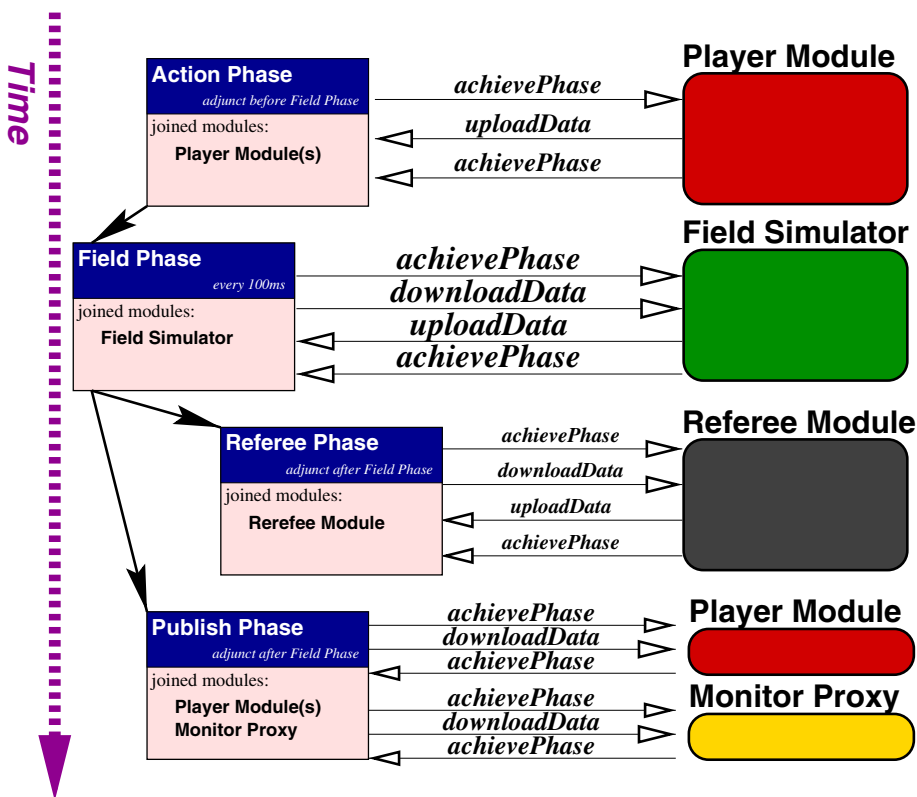 Time
Action Phase
adjunct before Field Phase
joined modules:
Player Module(s)
achievePhase
uploadData
achievePhase
Player Module
Field Phase
every 100ms
joined modules:
Field Simulator
achievePhase
downloadData
uploadData
achievePhase
Field Simulator
Referee Phase
adjunct after Field Phase
joined modules:
Rerefee Module
achievePhase
downloadData
uploadData
achievePhase
Referee Module
Publish Phase
adjunct after Field Phase
joined modules:
Player Module(s)
Monitor Proxy
achievePhase
downloadData
achievePhase
Player Module
achievePhase
downloadData
achievePhase
Monitor Proxy